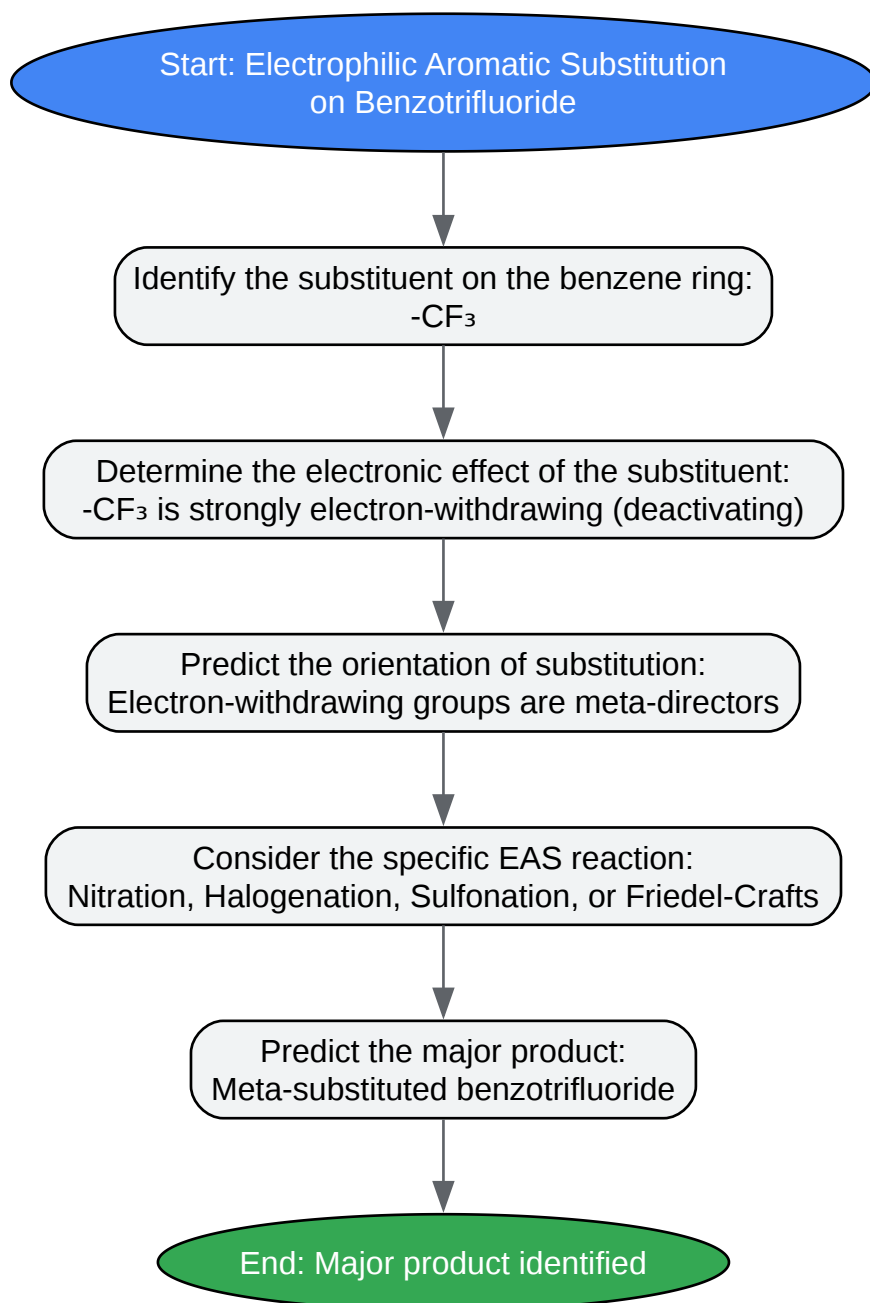 Start: Electrophilic Aromatic Substitution
on Benzotrifluoride
Identify the substituent on the benzene ring:
-CF₃
Determine the electronic effect of the substituent:
-CF₃ is strongly electron-withdrawing (deactivating)
Predict the orientation of substitution:
Electron-withdrawing groups are meta-directors
Consider the specific EAS reaction:
Nitration, Halogenation, Sulfonation, or Friedel-Crafts
Predict the major product:
Meta-substituted benzotrifluoride
End: Major product identified